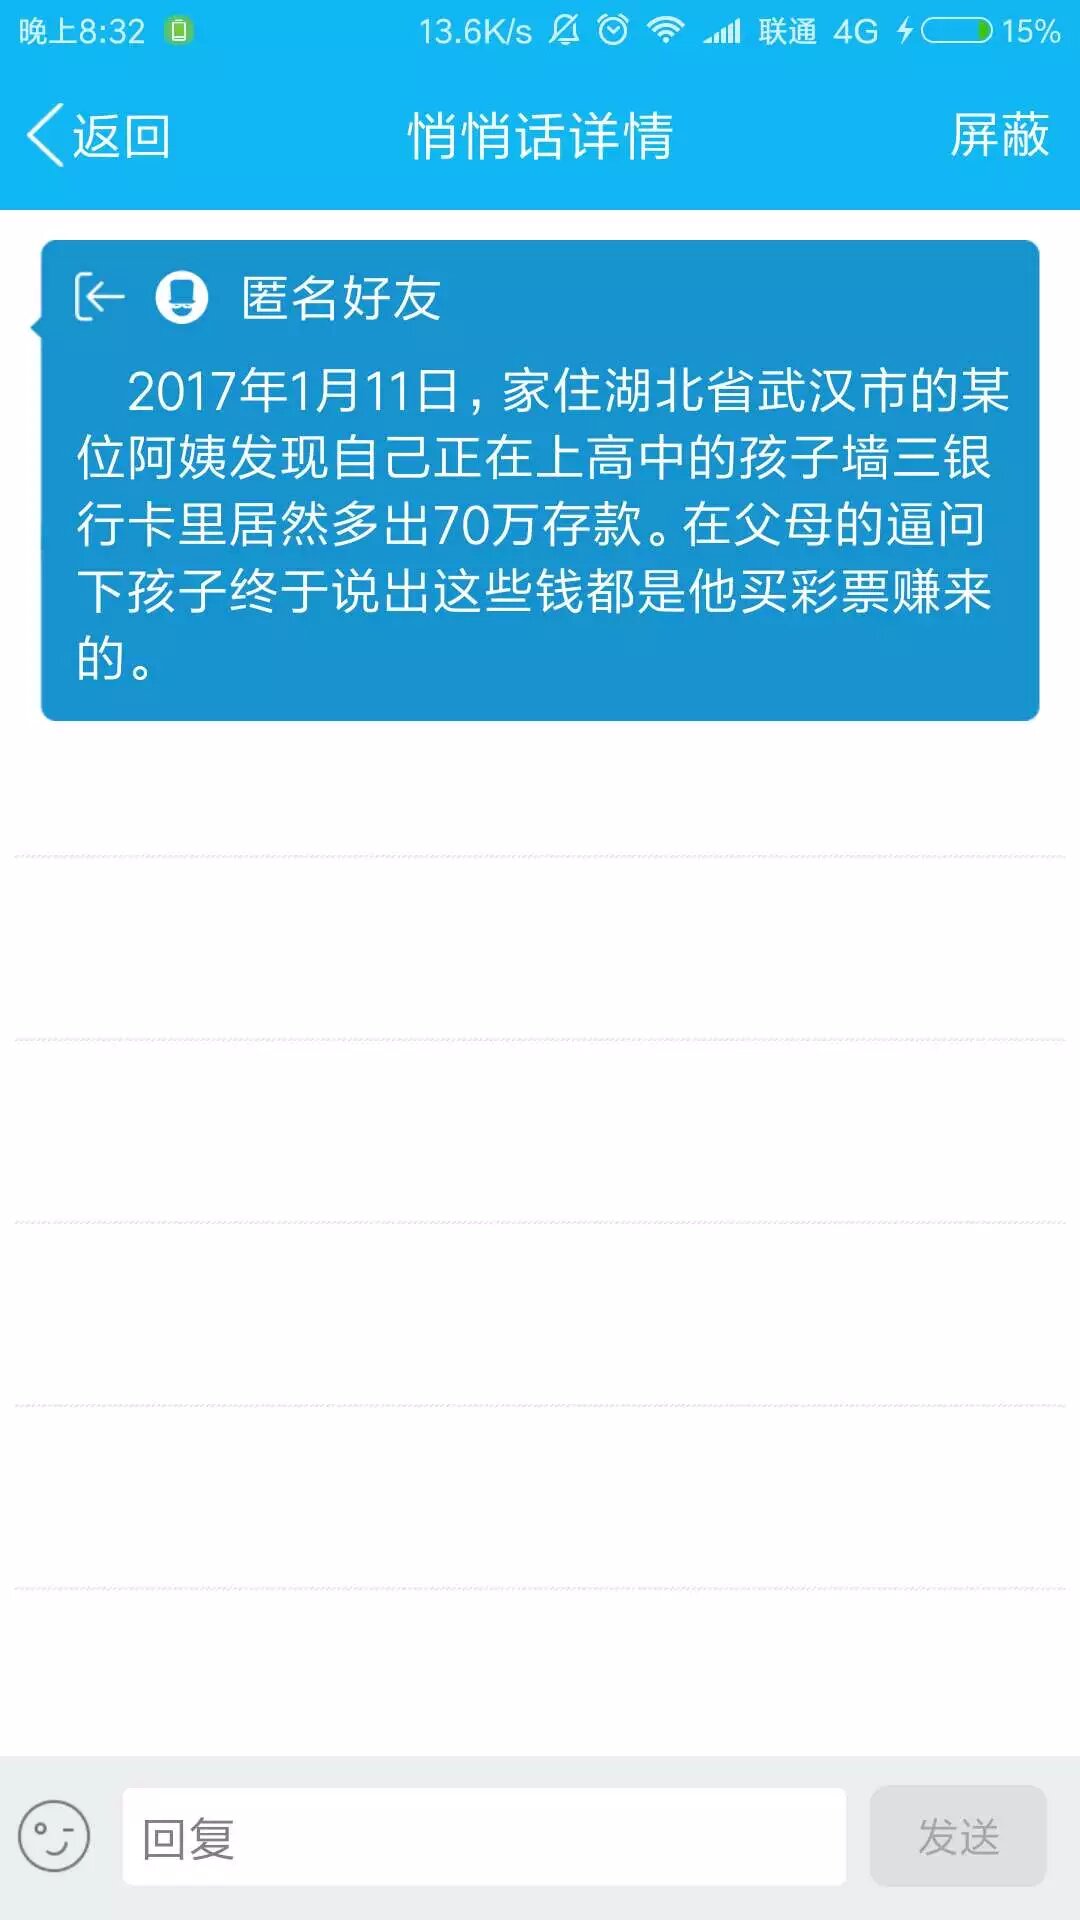 晚上8:32 13.6K/s 联通 4G 15%
返回 悄悄话详情 屏蔽
匿名好友
2017年1月11日，家住湖北省武汉市的某
位阿姨发现自己正在上高中的孩子墙三银
行卡里居然多出70万存款。在父母的逼问
下孩子终于说出这些钱都是他买彩票赚来
的。
回复 发送